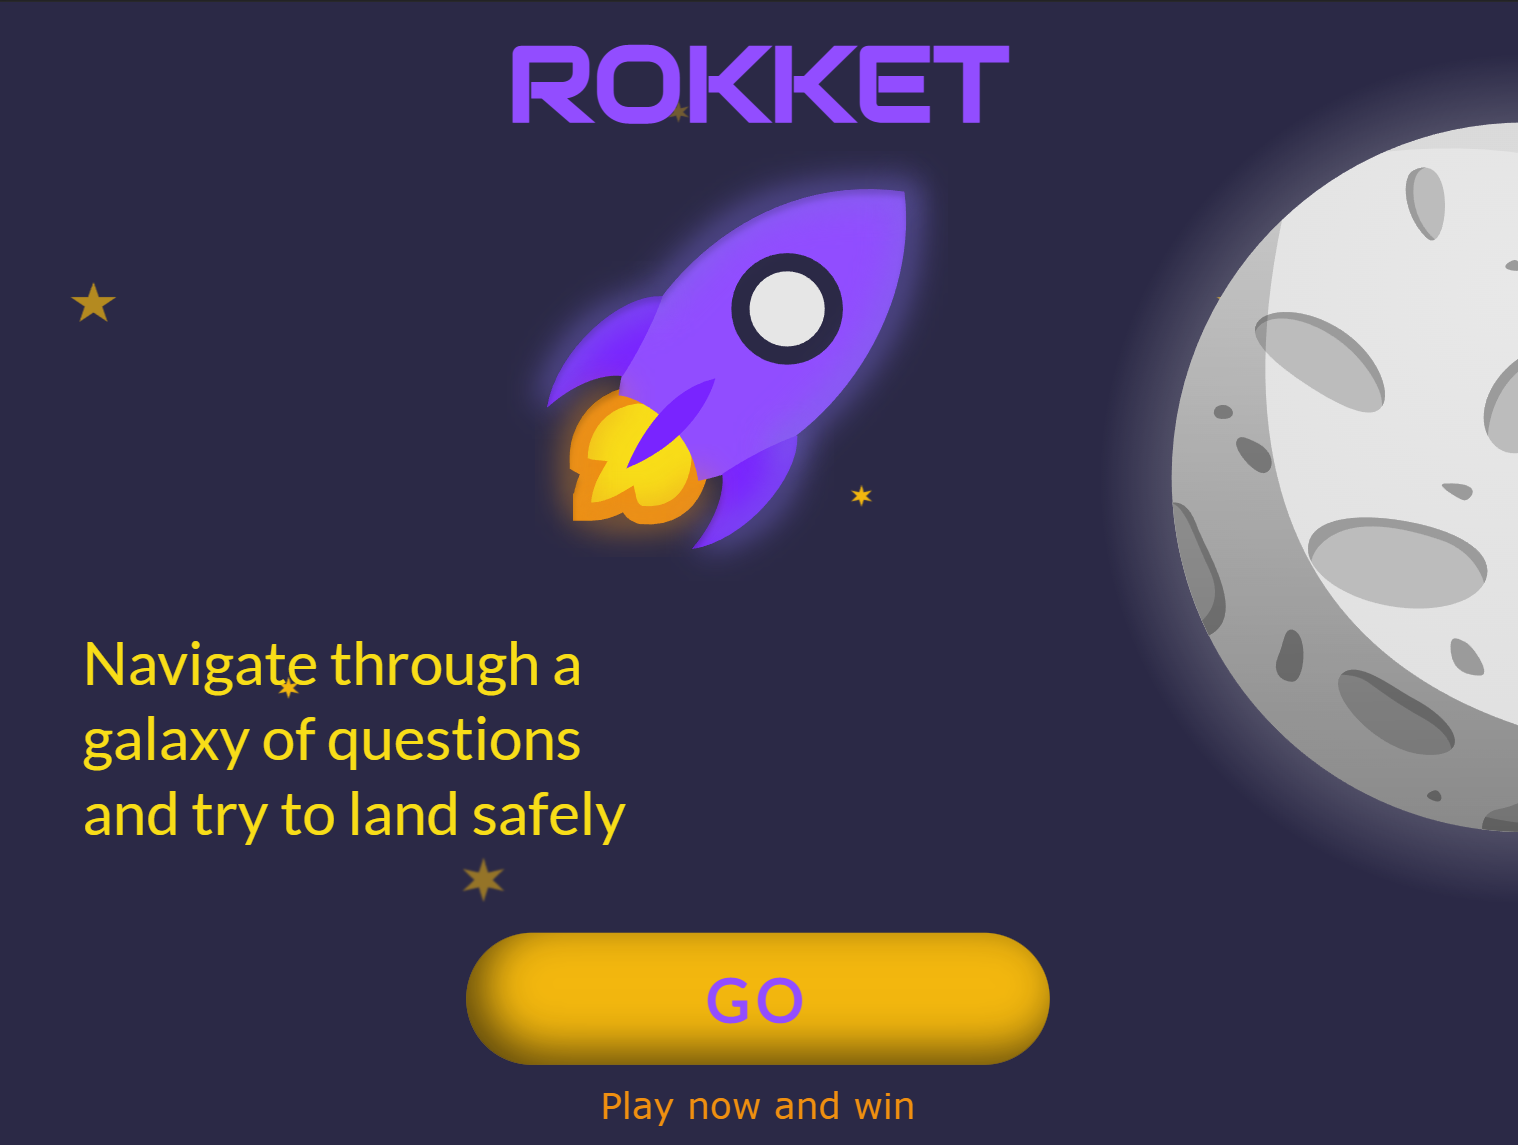 ROKKET
Navigate through a
galaxy of questions
and try to land safely
GO
Play now and win